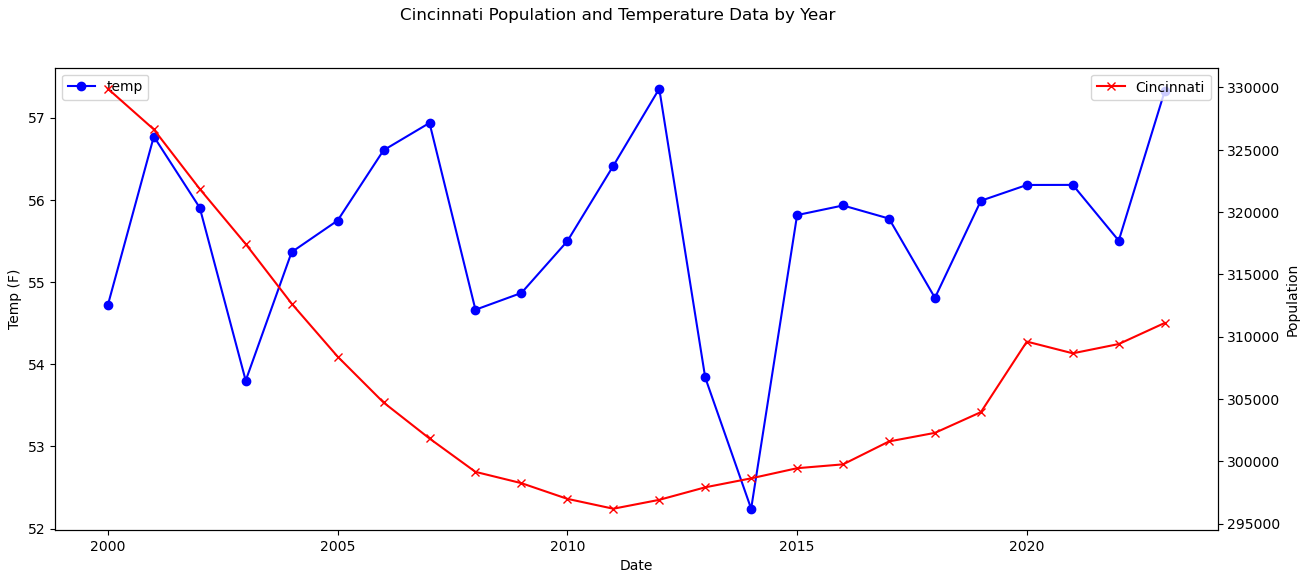 Cincinnati Population and Temperature Data by Year
temp
Cincinnati
57
56
55
54
53
52
Temp (F)
330000
325000
320000
315000
310000
305000
300000
295000
Population
2000 2005 2010 2015 2020
Date